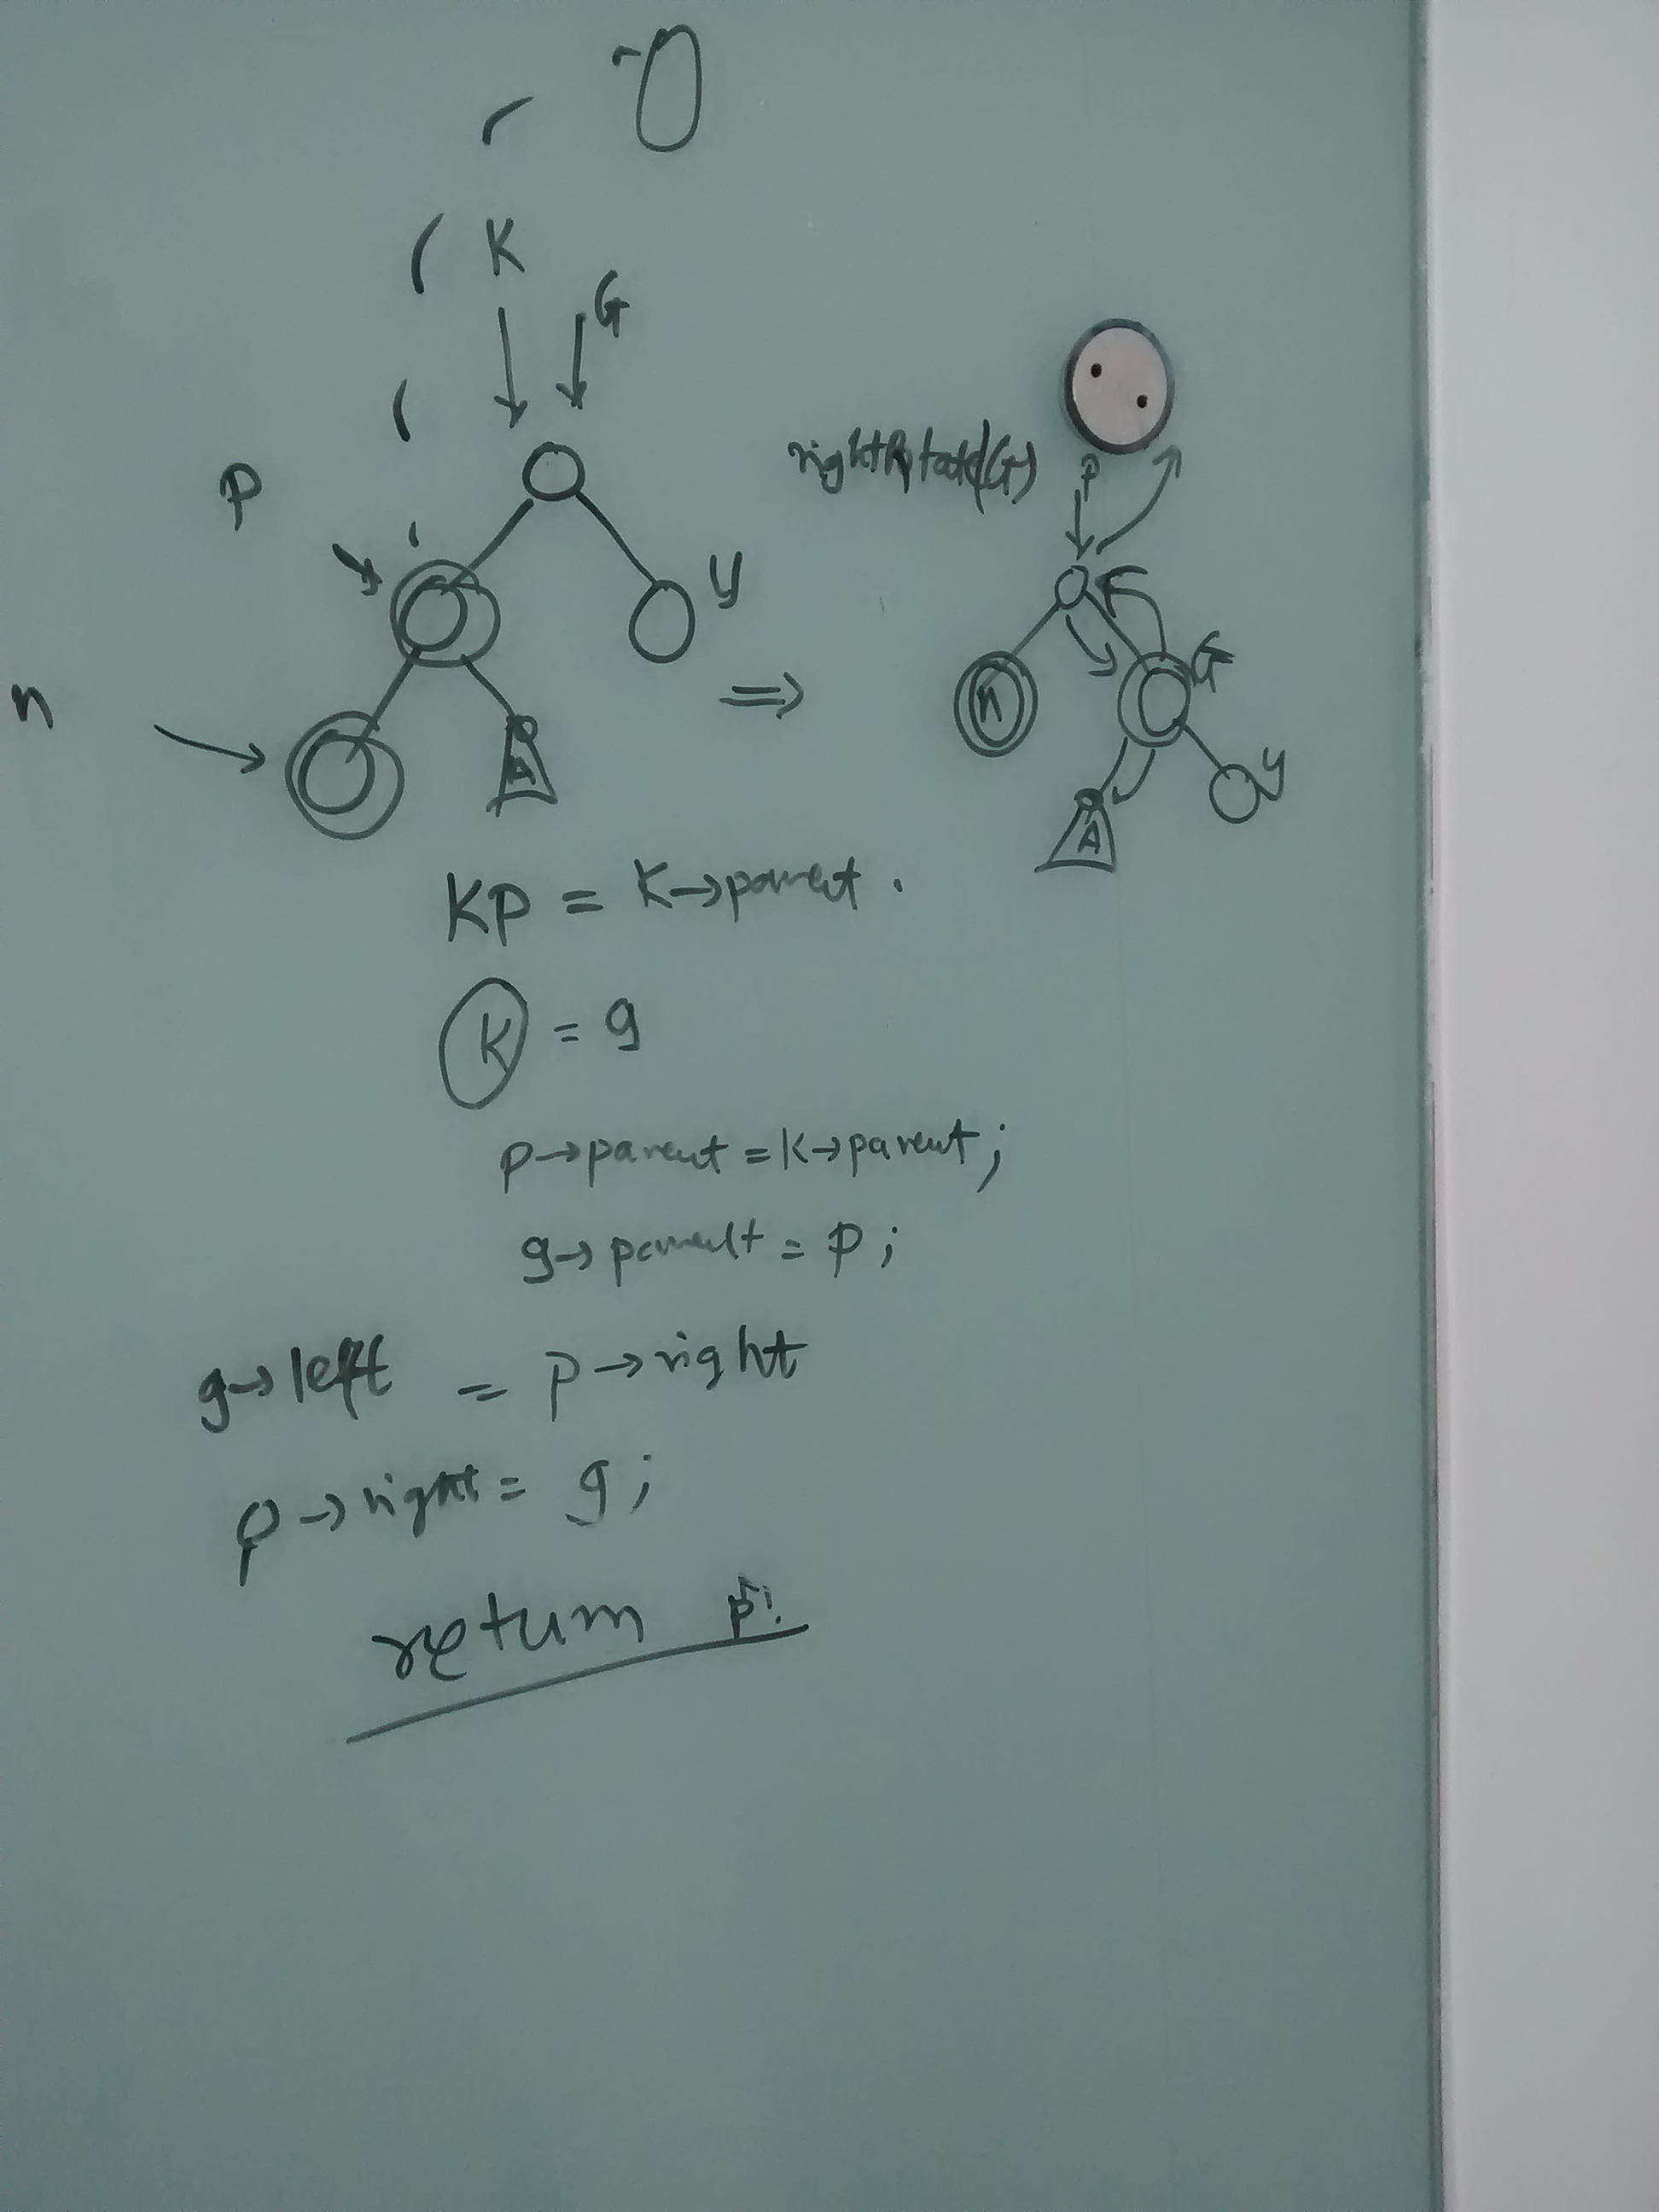 K
G
P
rightRotate(G)
P
y
G
n
n
A
y
A
KP = K→parent.
K = g
P→parent = K→parent;
g→parent = P;
g→left = P→right
P→right = g;
return P;